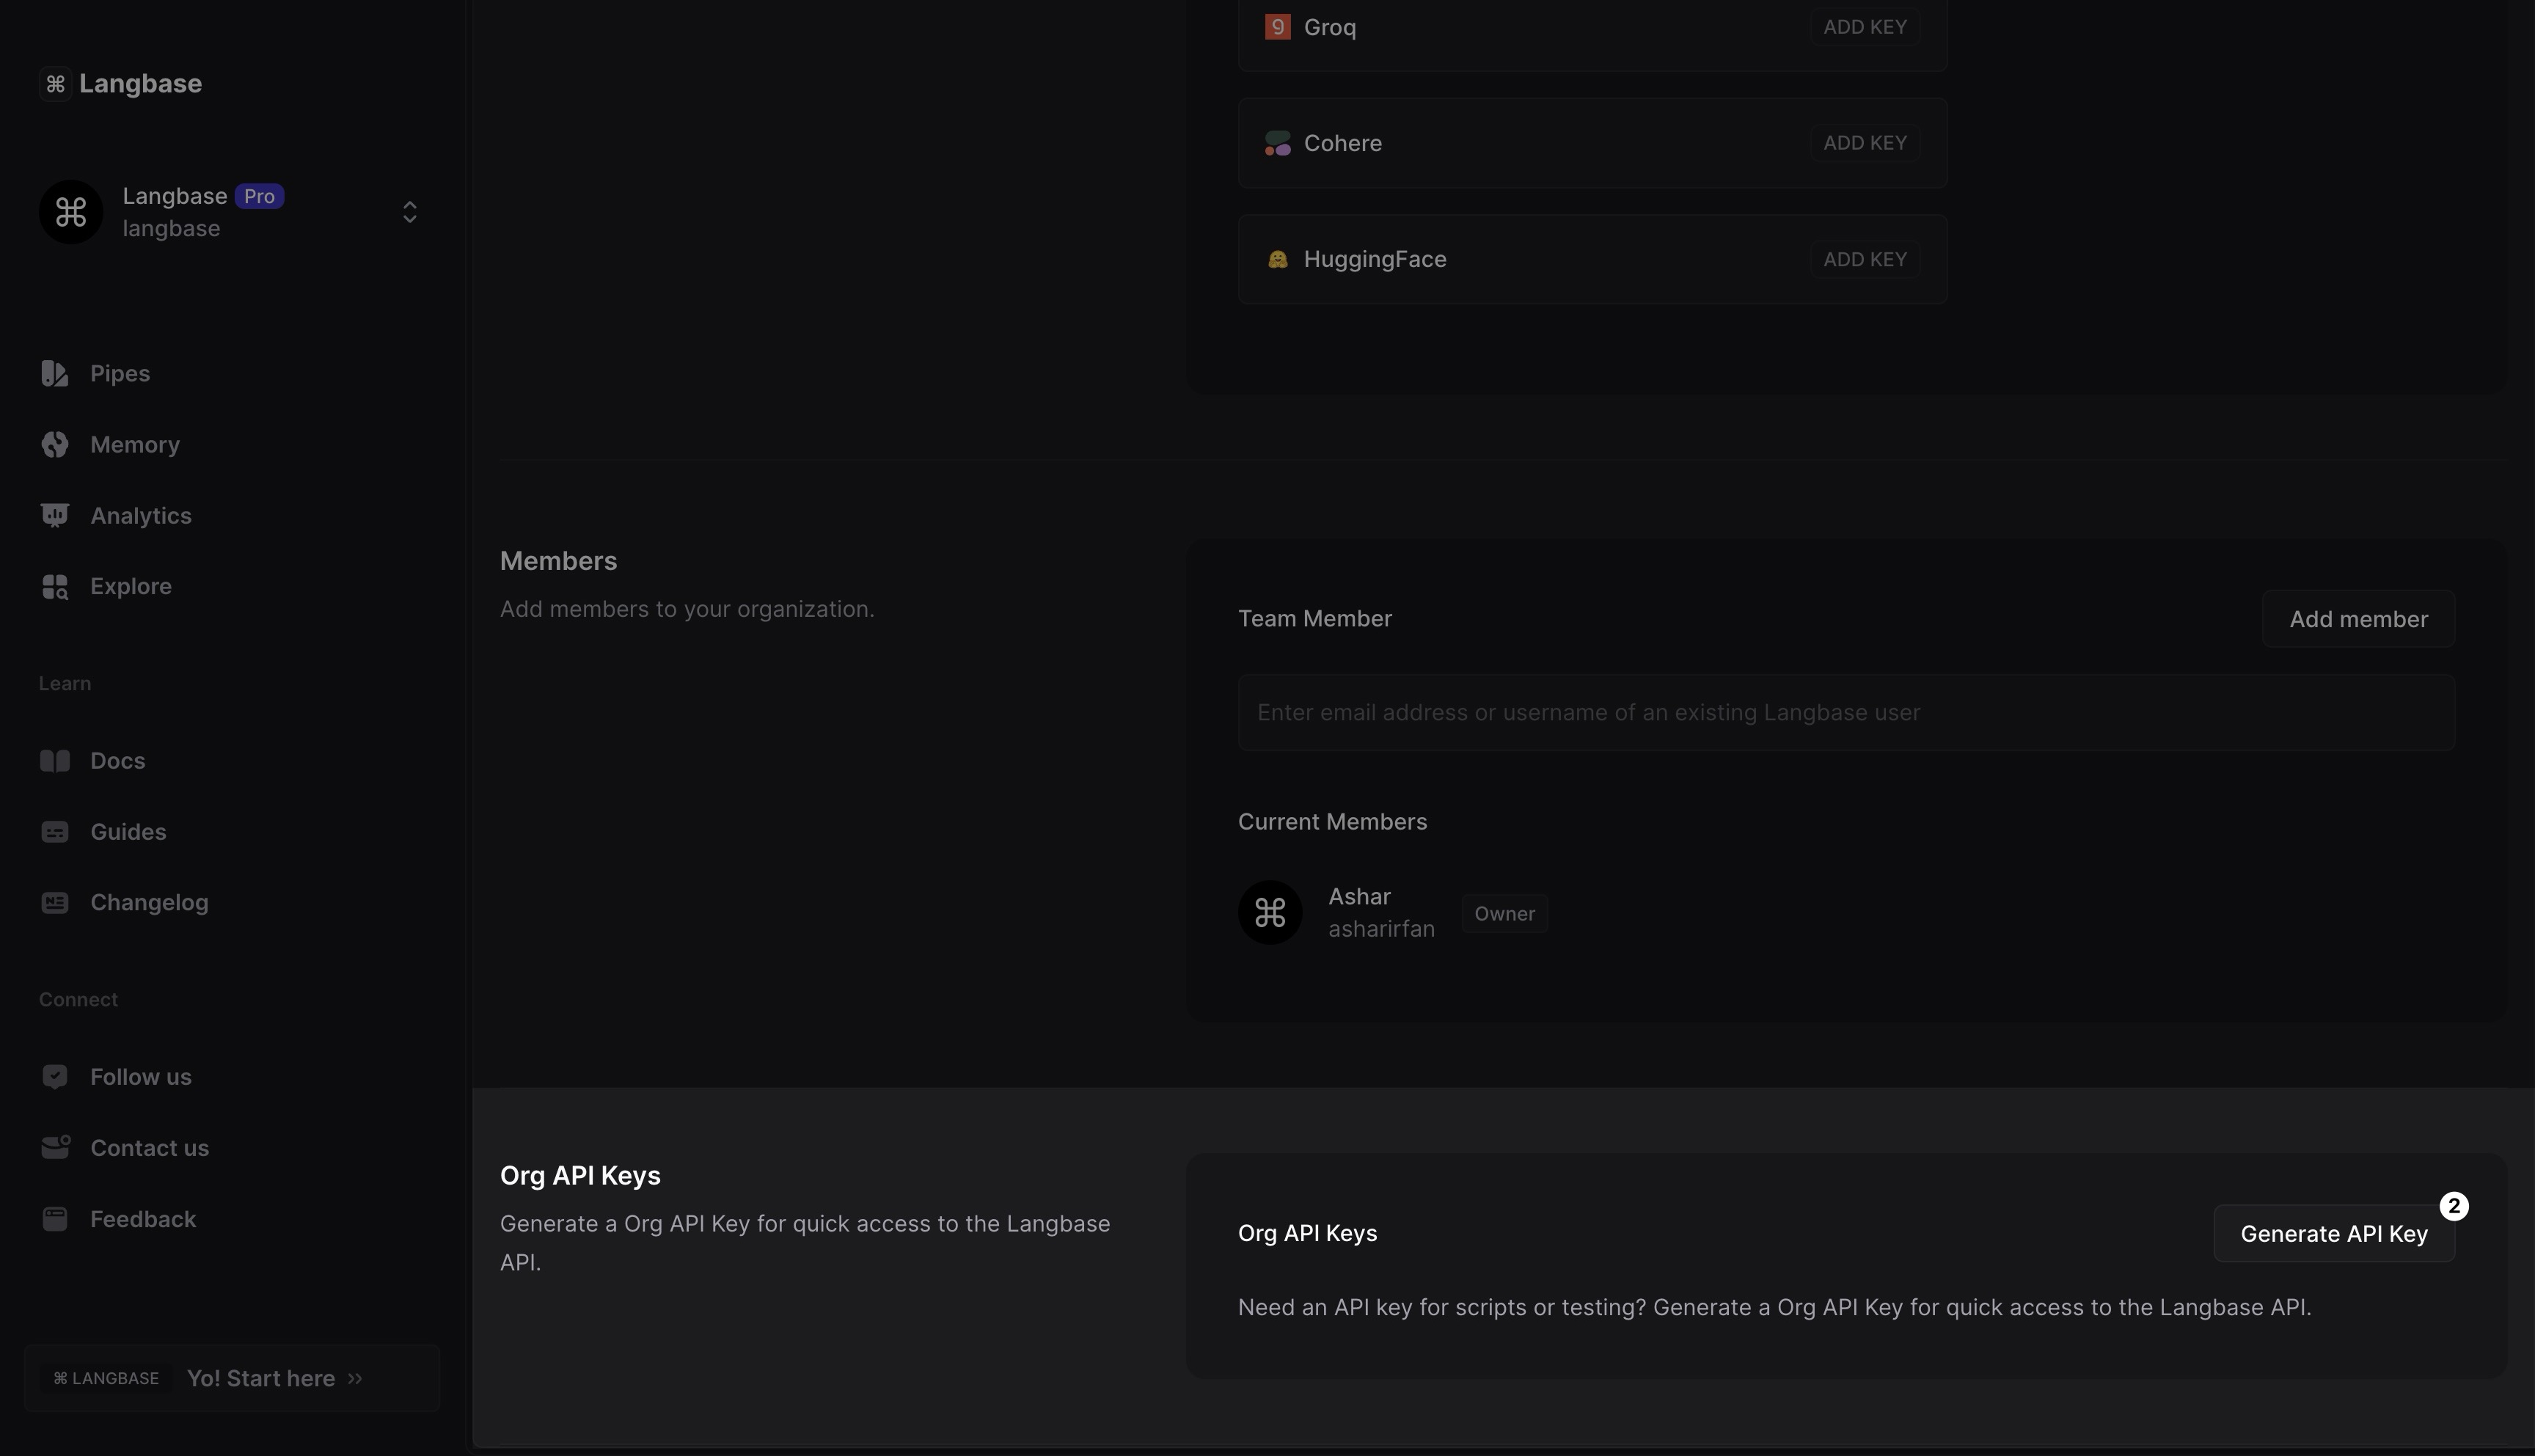 Langbase
Langbase Pro
langbase
Pipes
Memory
Analytics
Explore
Learn
Docs
Guides
Changelog
Connect
Follow us
Contact us
Feedback
⌘ LANGBASE Yo! Start here »
Groq ADD KEY
Cohere ADD KEY
HuggingFace ADD KEY
Members
Add members to your organization.
Team Member Add member
Enter email address or username of an existing Langbase user
Current Members
Ashar
asharirfan
Owner
Org API Keys
Generate a Org API Key for quick access to the Langbase
API.
Org API Keys Generate API Key 2
Need an API key for scripts or testing? Generate a Org API Key for quick access to the Langbase API.